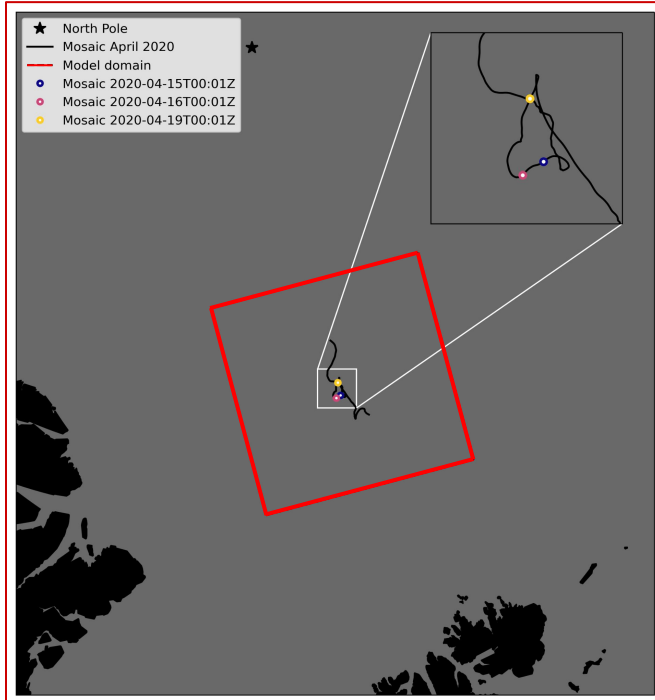 North Pole
Mosaic April 2020
Model domain
Mosaic 2020-04-15T00:01Z
Mosaic 2020-04-16T00:01Z
Mosaic 2020-04-19T00:01Z